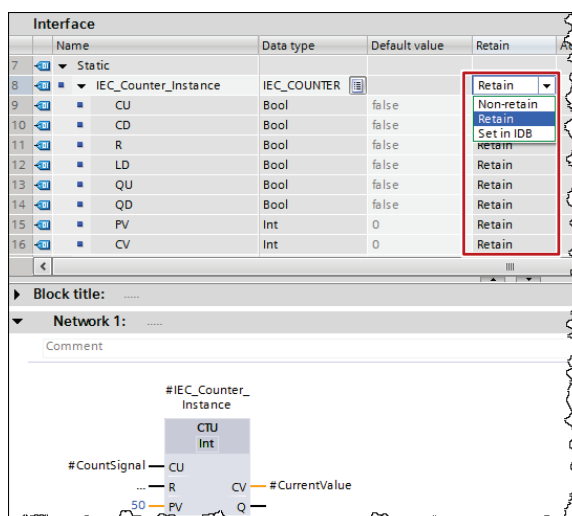 Interface
Name Data type Default value Retain
7 Static
8 IEC_Counter_Instance IEC_COUNTER Retain
Non-retain
Retain
Set in IDB
9 CU Bool false
10 CD Bool false
11 R Bool false Retain
12 LD Bool false Retain
13 QU Bool false Retain
14 QD Bool false Retain
15 PV Int 0 Retain
16 CV Int 0 Retain
Block title: .....
Network 1: .....
Comment
#IEC_Counter_
Instance
CTU
Int
#CountSignal CU
... R CV #CurrentValue
50 PV Q